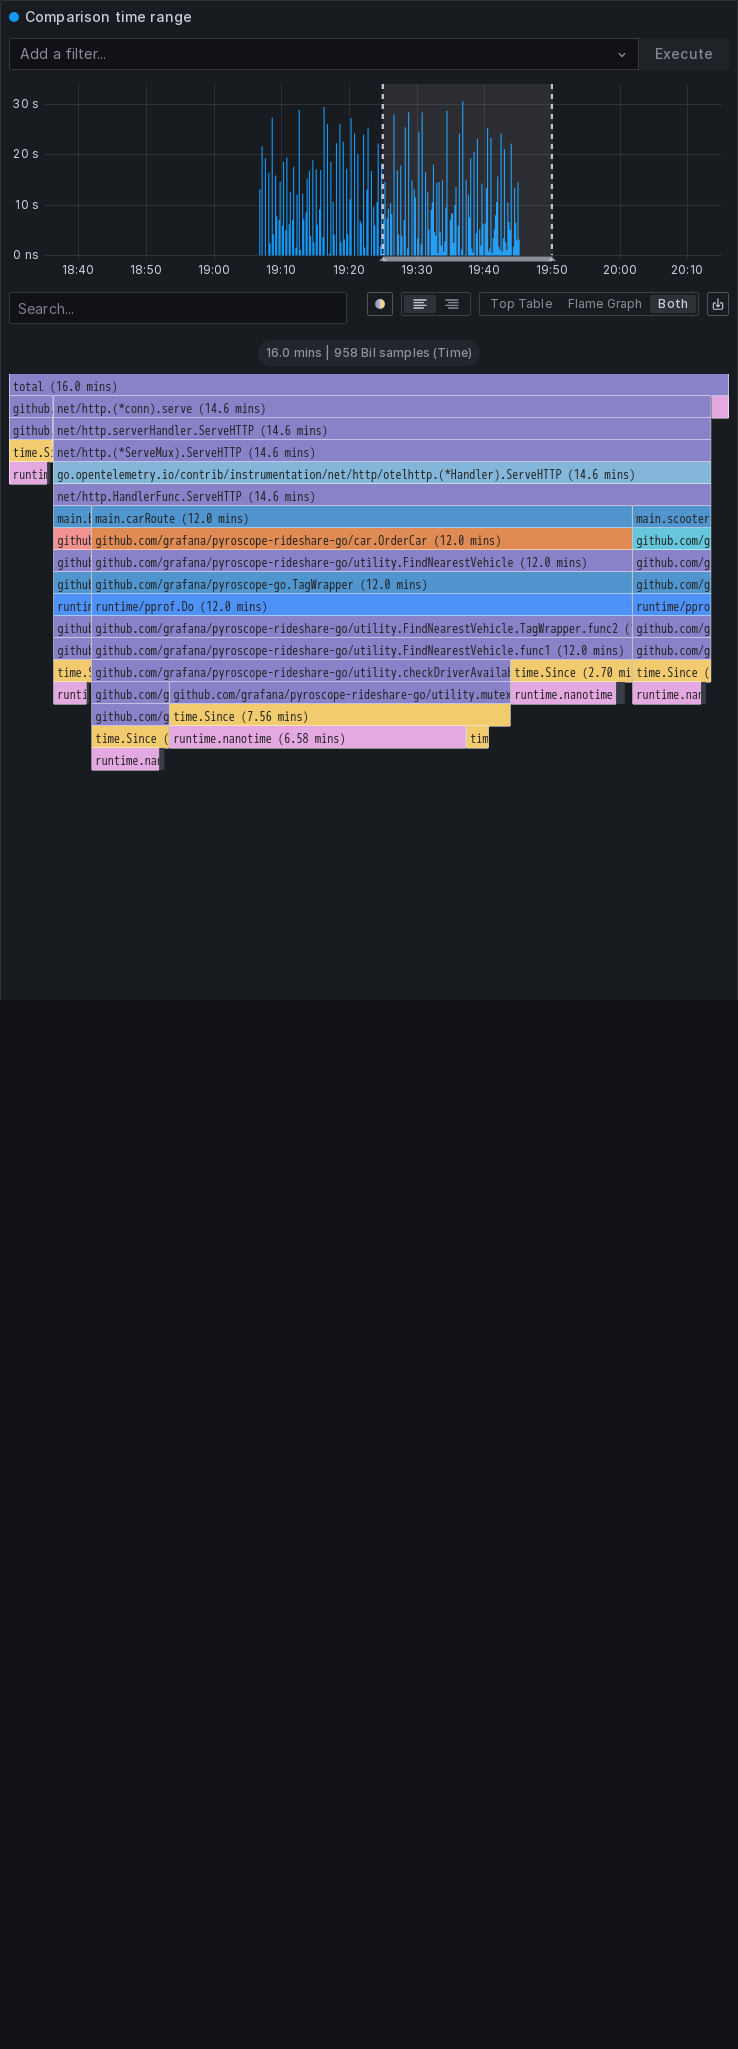 Comparison time range
Add a filter... Execute
30 s
20 s
10 s
0 ns
18:40 18:50 19:00 19:10 19:20 19:30 19:40 19:50 20:00 20:10
Search... Top Table Flame Graph Both
16.0 mins | 958 Bil samples (Time)
total (16.0 mins)
github. net/http.(*conn).serve (14.6 mins)
github. net/http.serverHandler.ServeHTTP (14.6 mins)
time.S net/http.(*ServeMux).ServeHTTP (14.6 mins)
runtim go.opentelemetry.io/contrib/instrumentation/net/http/otelhttp.(*Handler).ServeHTTP (14.6 mins)
net/http.HandlerFunc.ServeHTTP (14.6 mins)
main.b main.carRoute (12.0 mins) main.scooter
githu github.com/grafana/pyroscope-rideshare-go/car.OrderCar (12.0 mins) github.com/g
githu github.com/grafana/pyroscope-rideshare-go/utility.FindNearestVehicle (12.0 mins) github.com/g
githu github.com/grafana/pyroscope-go.TagWrapper (12.0 mins) github.com/g
runtim runtime/pprof.Do (12.0 mins) runtime/ppro
githu github.com/grafana/pyroscope-rideshare-go/utility.FindNearestVehicle.TagWrapper.func2 ( github.com/g
githu github.com/grafana/pyroscope-rideshare-go/utility.FindNearestVehicle.func1 (12.0 mins) github.com/g
time.S github.com/grafana/pyroscope-rideshare-go/utility.checkDriverAvailab time.Since (2.70 mi time.Since (
runti github.com/g github.com/grafana/pyroscope-rideshare-go/utility.mutex runtime.nanotime runtime.nan
github.com/g time.Since (7.56 mins)
time.Since ( runtime.nanotime (6.58 mins) tim
runtime.nan